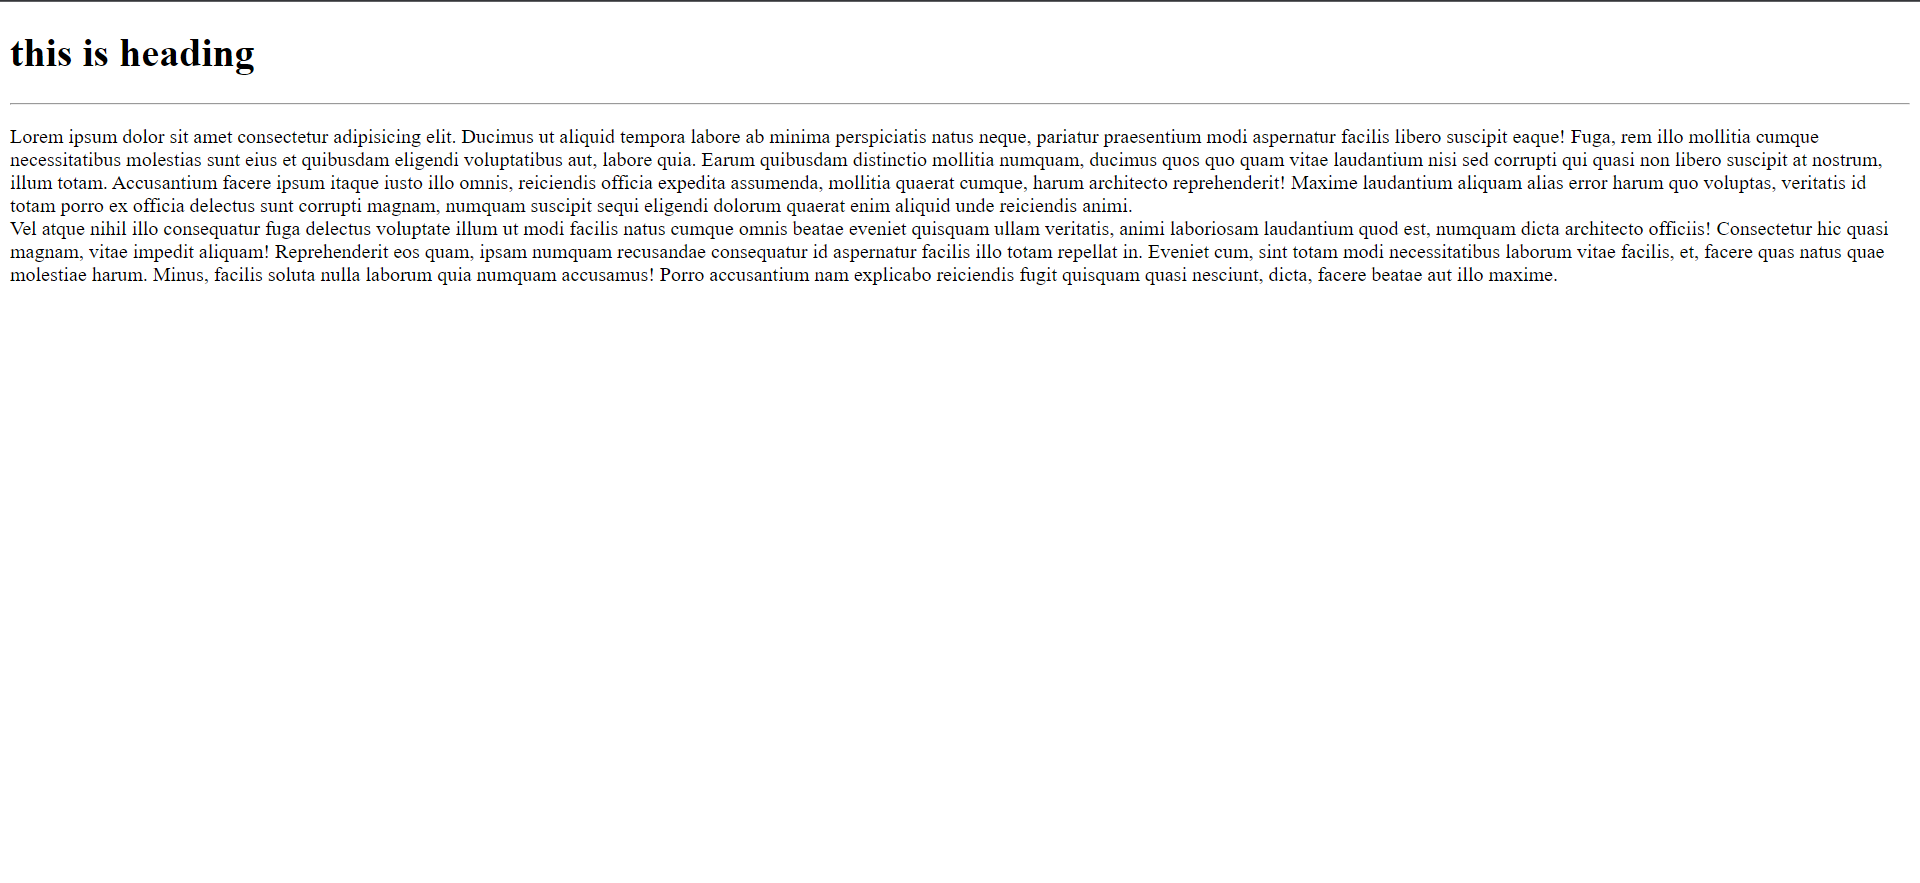 this is heading
Lorem ipsum dolor sit amet consectetur adipisicing elit. Ducimus ut aliquid tempora labore ab minima perspiciatis natus neque, pariatur praesentium modi aspernatur facilis libero suscipit eaque! Fuga, rem illo mollitia cumque
necessitatibus molestias sunt eius et quibusdam eligendi voluptatibus aut, labore quia. Earum quibusdam distinctio mollitia numquam, ducimus quos quo quam vitae laudantium nisi sed corrupti qui quasi non libero suscipit at nostrum,
illum totam. Accusantium facere ipsum itaque iusto illo omnis, reiciendis officia expedita assumenda, mollitia quaerat cumque, harum architecto reprehenderit! Maxime laudantium aliquam alias error harum quo voluptas, veritatis id
totam porro ex officia delectus sunt corrupti magnam, numquam suscipit sequi eligendi dolorum quaerat enim aliquid unde reiciendis animi.
Vel atque nihil illo consequatur fuga delectus voluptate illum ut modi facilis natus cumque omnis beatae eveniet quisquam ullam veritatis, animi laboriosam laudantium quod est, numquam dicta architecto officiis! Consectetur hic quasi
magnam, vitae impedit aliquam! Reprehenderit eos quam, ipsam numquam recusandae consequatur id aspernatur facilis illo totam repellat in. Eveniet cum, sint totam modi necessitatibus laborum vitae facilis, et, facere quas natus quae
molestiae harum. Minus, facilis soluta nulla laborum quia numquam accusamus! Porro accusantium nam explicabo reiciendis fugit quisquam quasi nesciunt, dicta, facere beatae aut illo maxime.